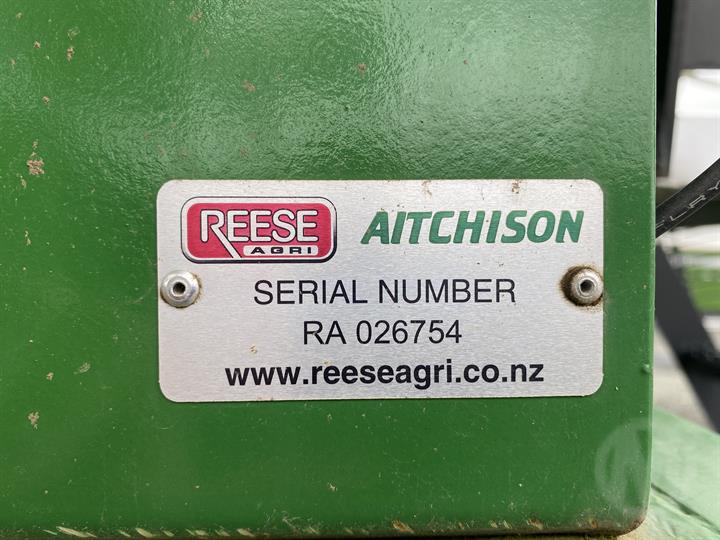 REESE AGRI AITCHISON
SERIAL NUMBER
RA 026754
www.reeseagri.co.nz